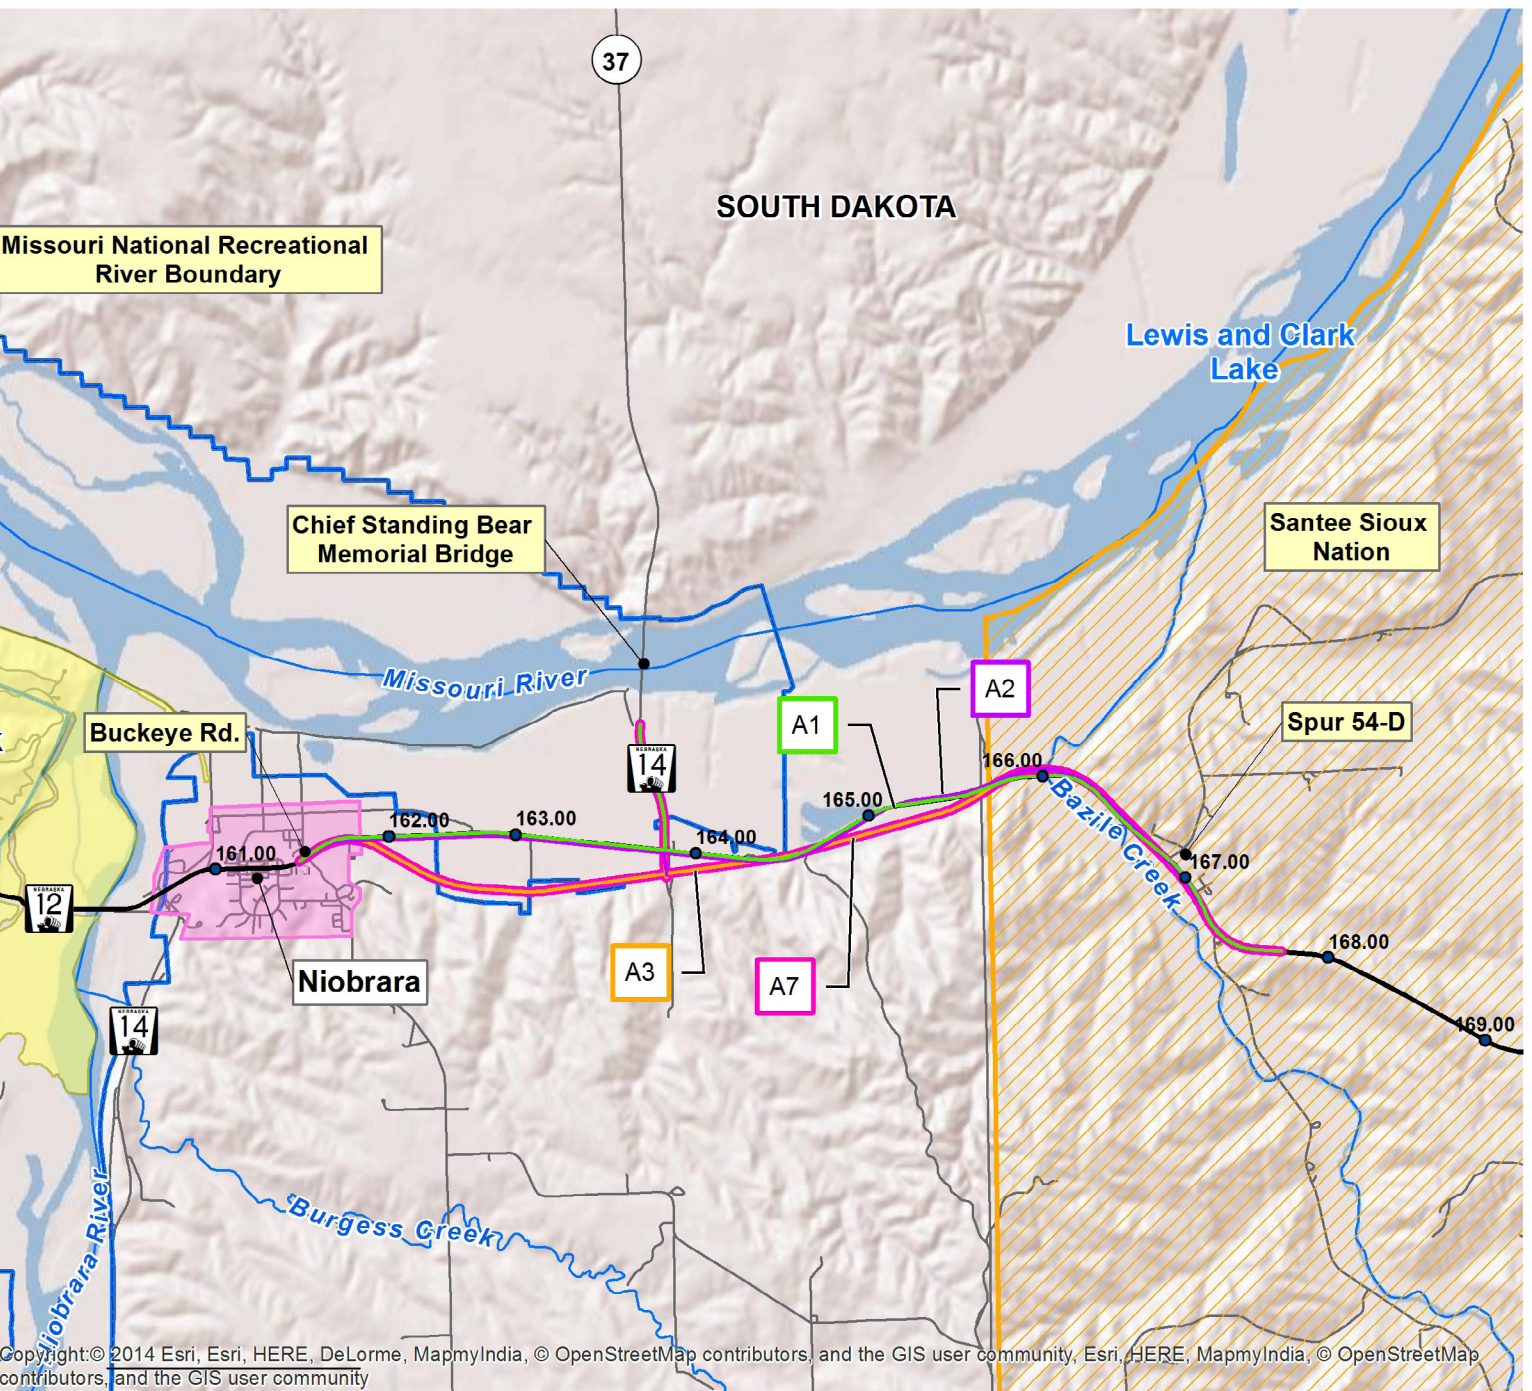 37
SOUTH DAKOTA
Missouri National Recreational
River Boundary
Lewis and Clark
Lake
Chief Standing Bear
Memorial Bridge
Santee Sioux
Nation
Missouri River
A2
Buckeye Rd.
A1
Spur 54-D
NEBRASKA
14
166.00
165.00
162.00
163.00
164.00
Bazile Creek
161.00
167.00
NEBRASKA
12
168.00
A3
A7
Niobrara
NEBRASKA
14
169.00
Burgess Creek
Niobrara River
Copyright:© 2014 Esri, Esri, HERE, DeLorme, MapmyIndia, © OpenStreetMap contributors, and the GIS user community, Esri, HERE, MapmyIndia, © OpenStreetMap
contributors, and the GIS user community